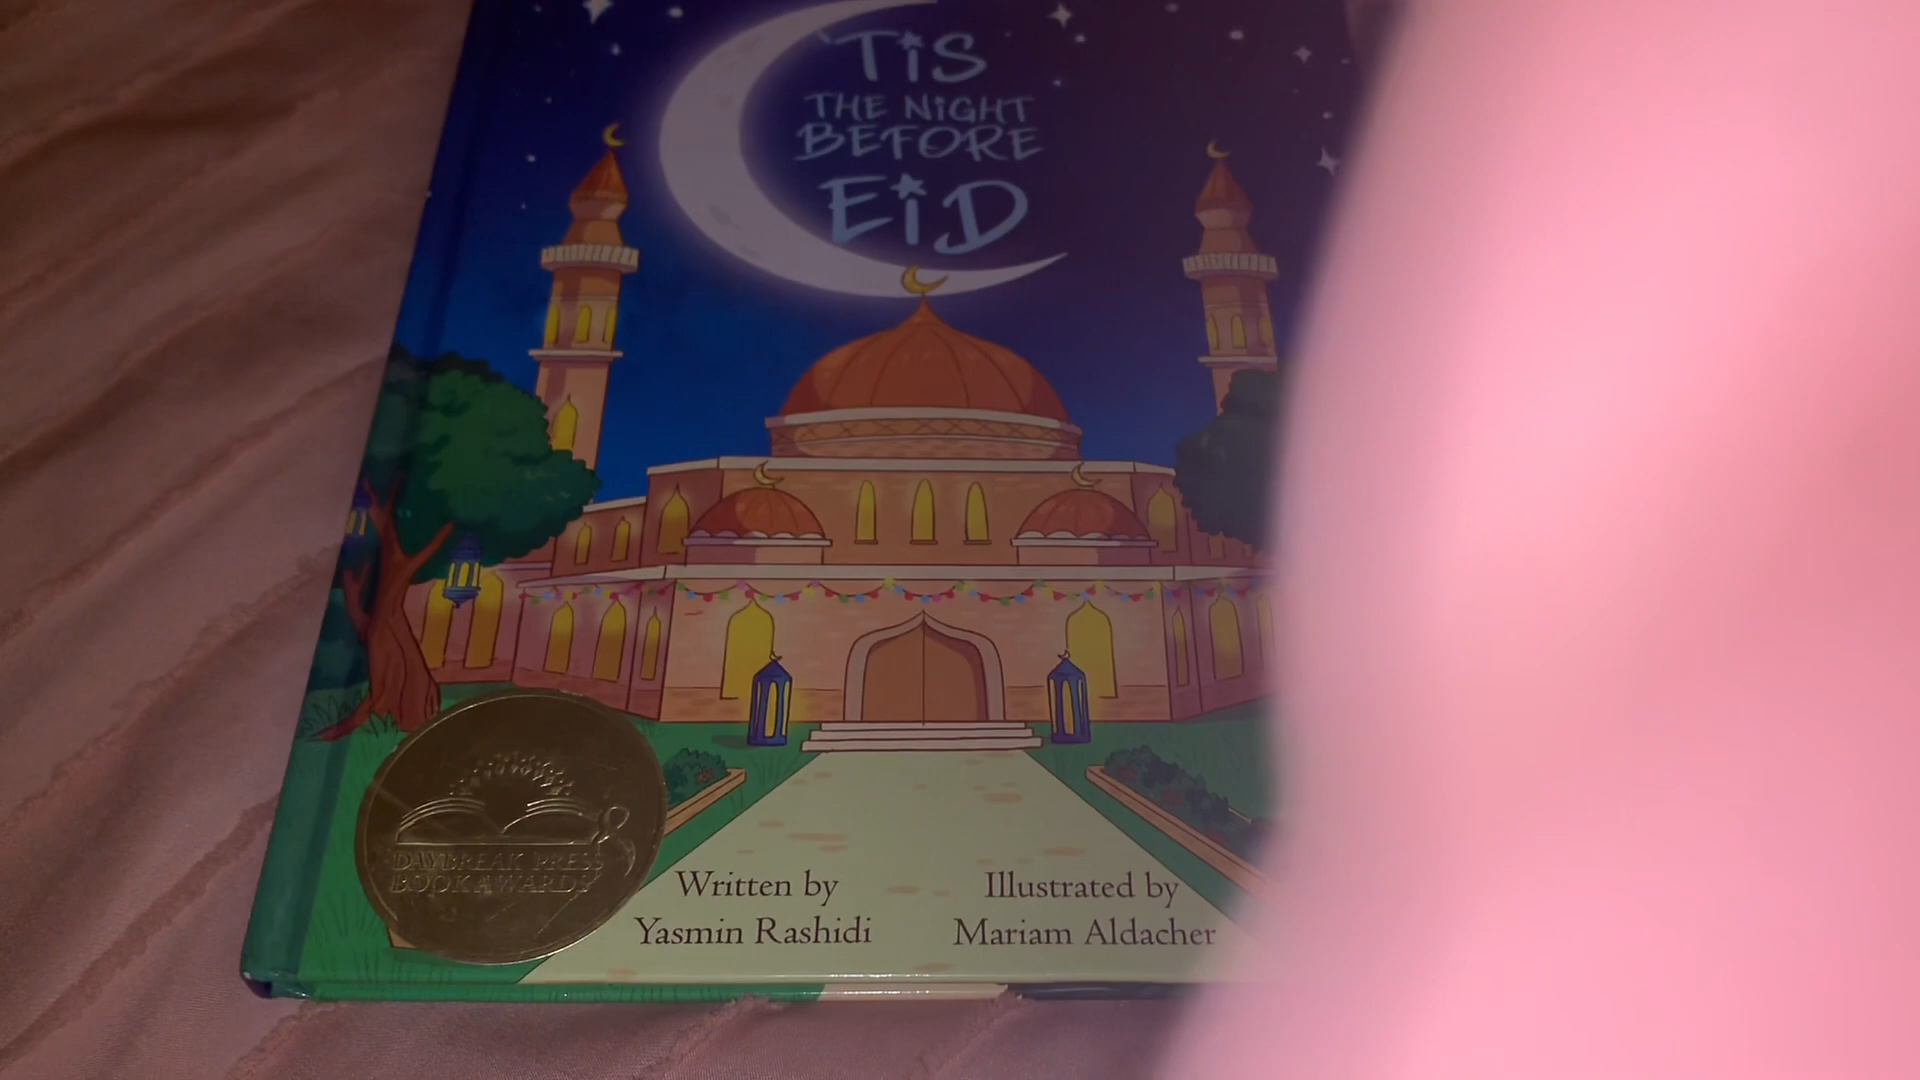 'TiS
THE NiGHT
BEFORE
EiD
DAYBREAK PRESS
BOOK AWARDS
Written by
Yasmin Rashidi
Illustrated by
Mariam Aldacher